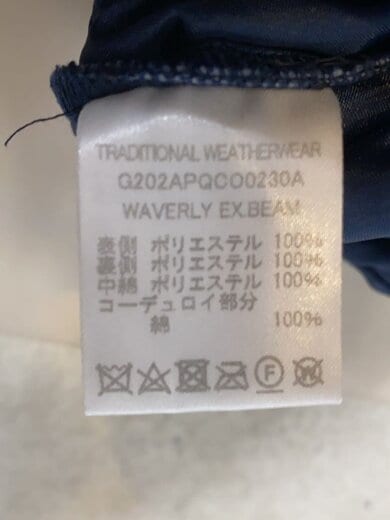 TRADITIONAL WEATHERWEAR
G202APQCO0230A
WAVERLY EX.BEAM
表側 ポリエステル 100%
裏側 ポリエステル 100%
中綿 ポリエステル 100%
コーデュロイ部分
綿 100%
F
W